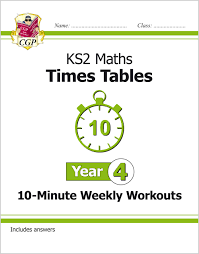 CGP
Name: Class:
KS2 Maths
Times Tables
10
Year 4
10-Minute Weekly Workouts
Includes answers